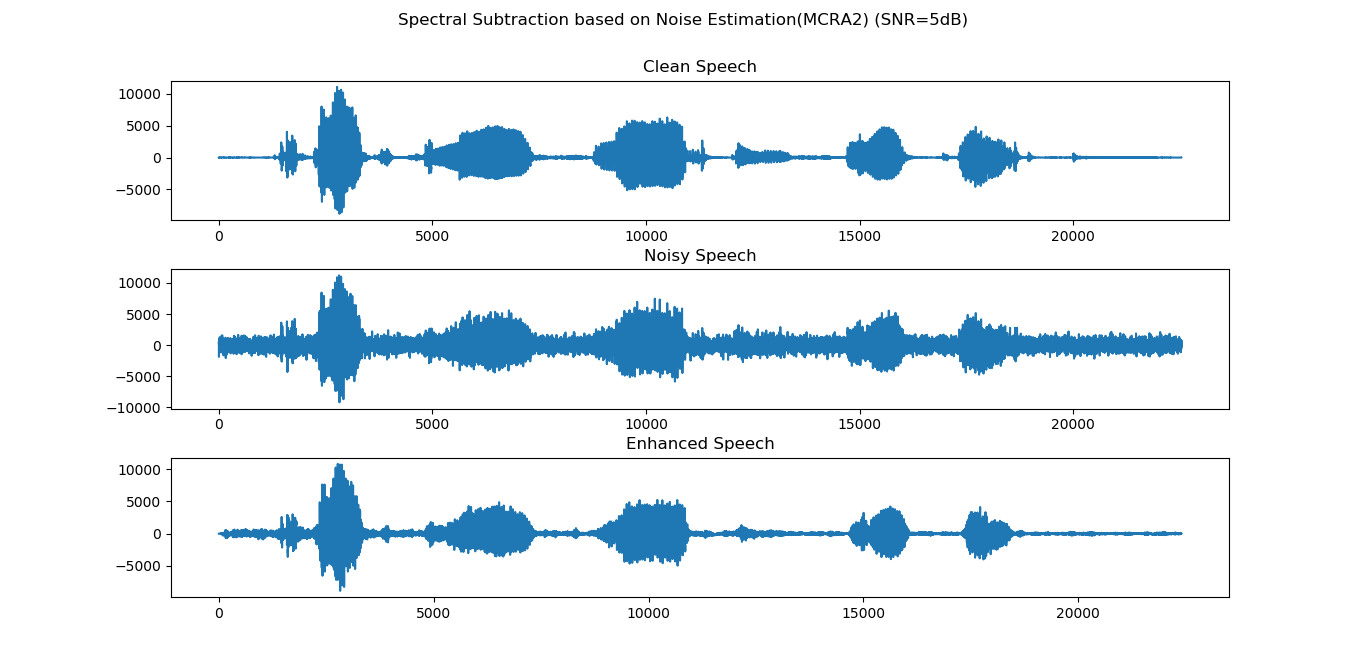 Spectral Subtraction based on Noise Estimation(MCRA2) (SNR=5dB)
Clean Speech
10000
5000
0
−5000
0 5000 10000 15000 20000
Noisy Speech
10000
5000
0
−5000
−10000
0 5000 10000 15000 20000
Enhanced Speech
10000
5000
0
−5000
0 5000 10000 15000 20000